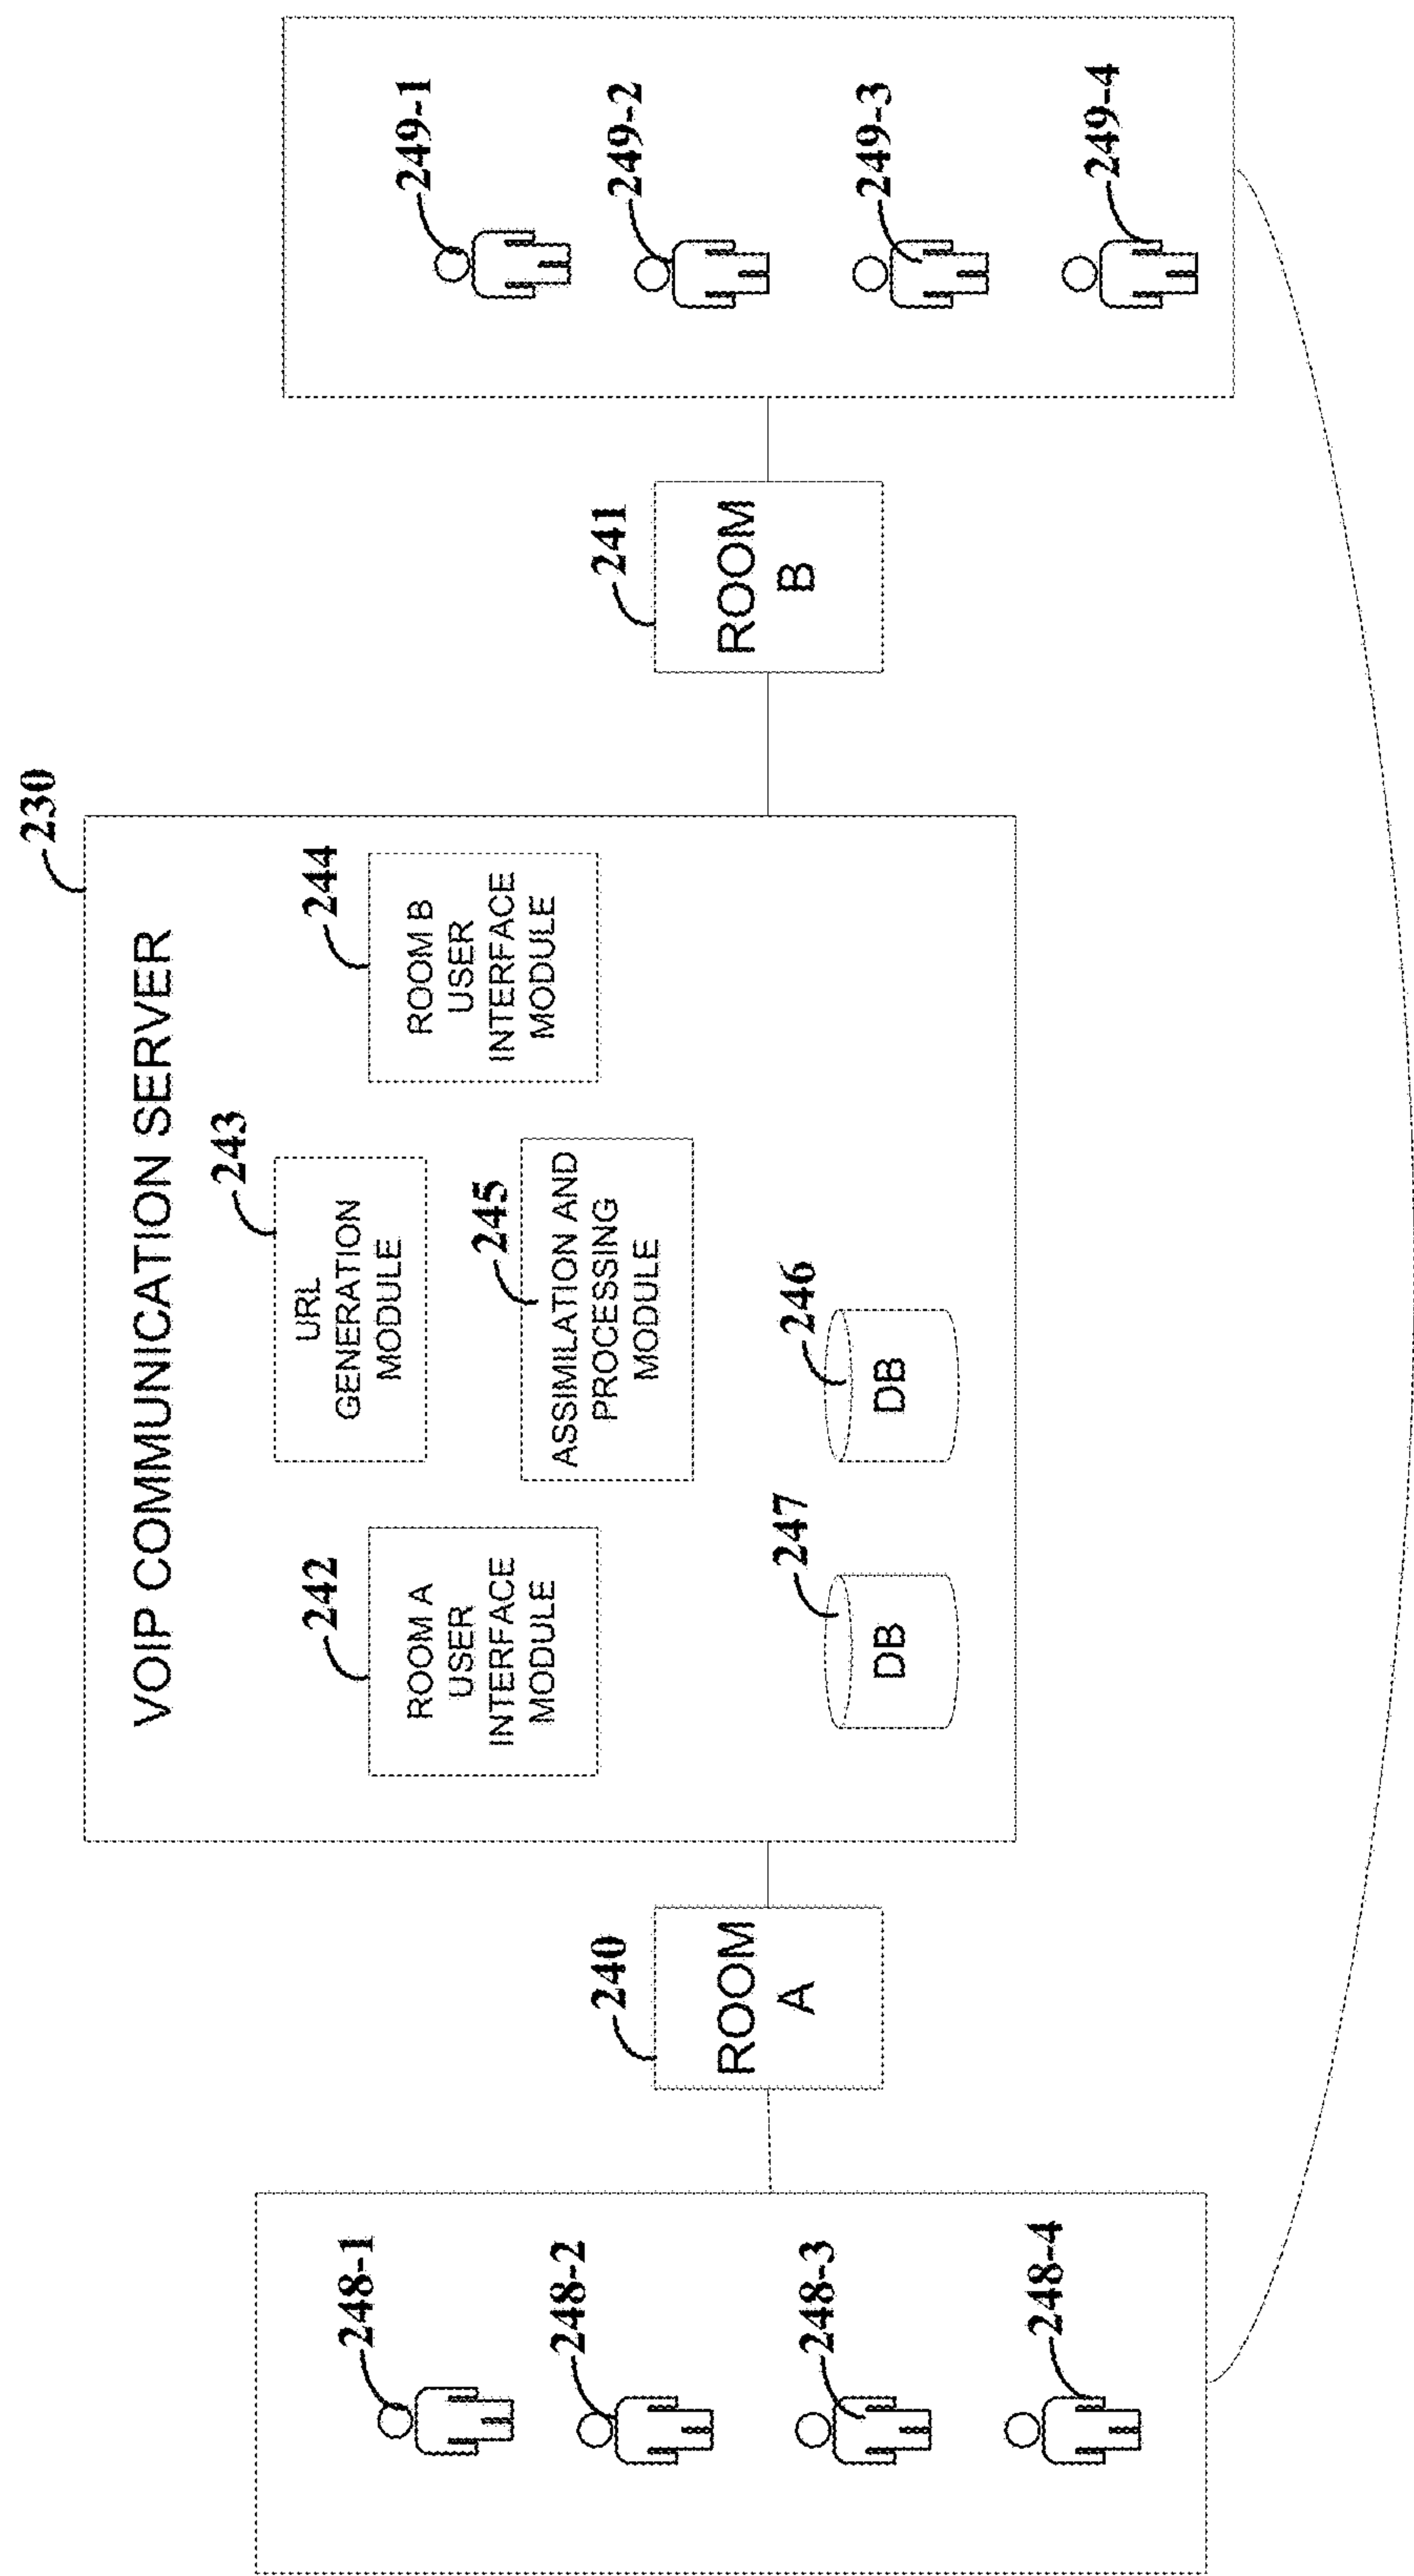 230
VOIP COMMUNICATION SERVER
242
ROOM A
USER
INTERFACE
MODULE
243
URL
GENERATION
MODULE
244
ROOM B
USER
INTERFACE
MODULE
245
ASSIMILATION AND
PROCESSING
MODULE
247
DB
246
DB
248-1
248-2
248-3
248-4
240
ROOM
A
241
ROOM
B
249-1
249-2
249-3
249-4